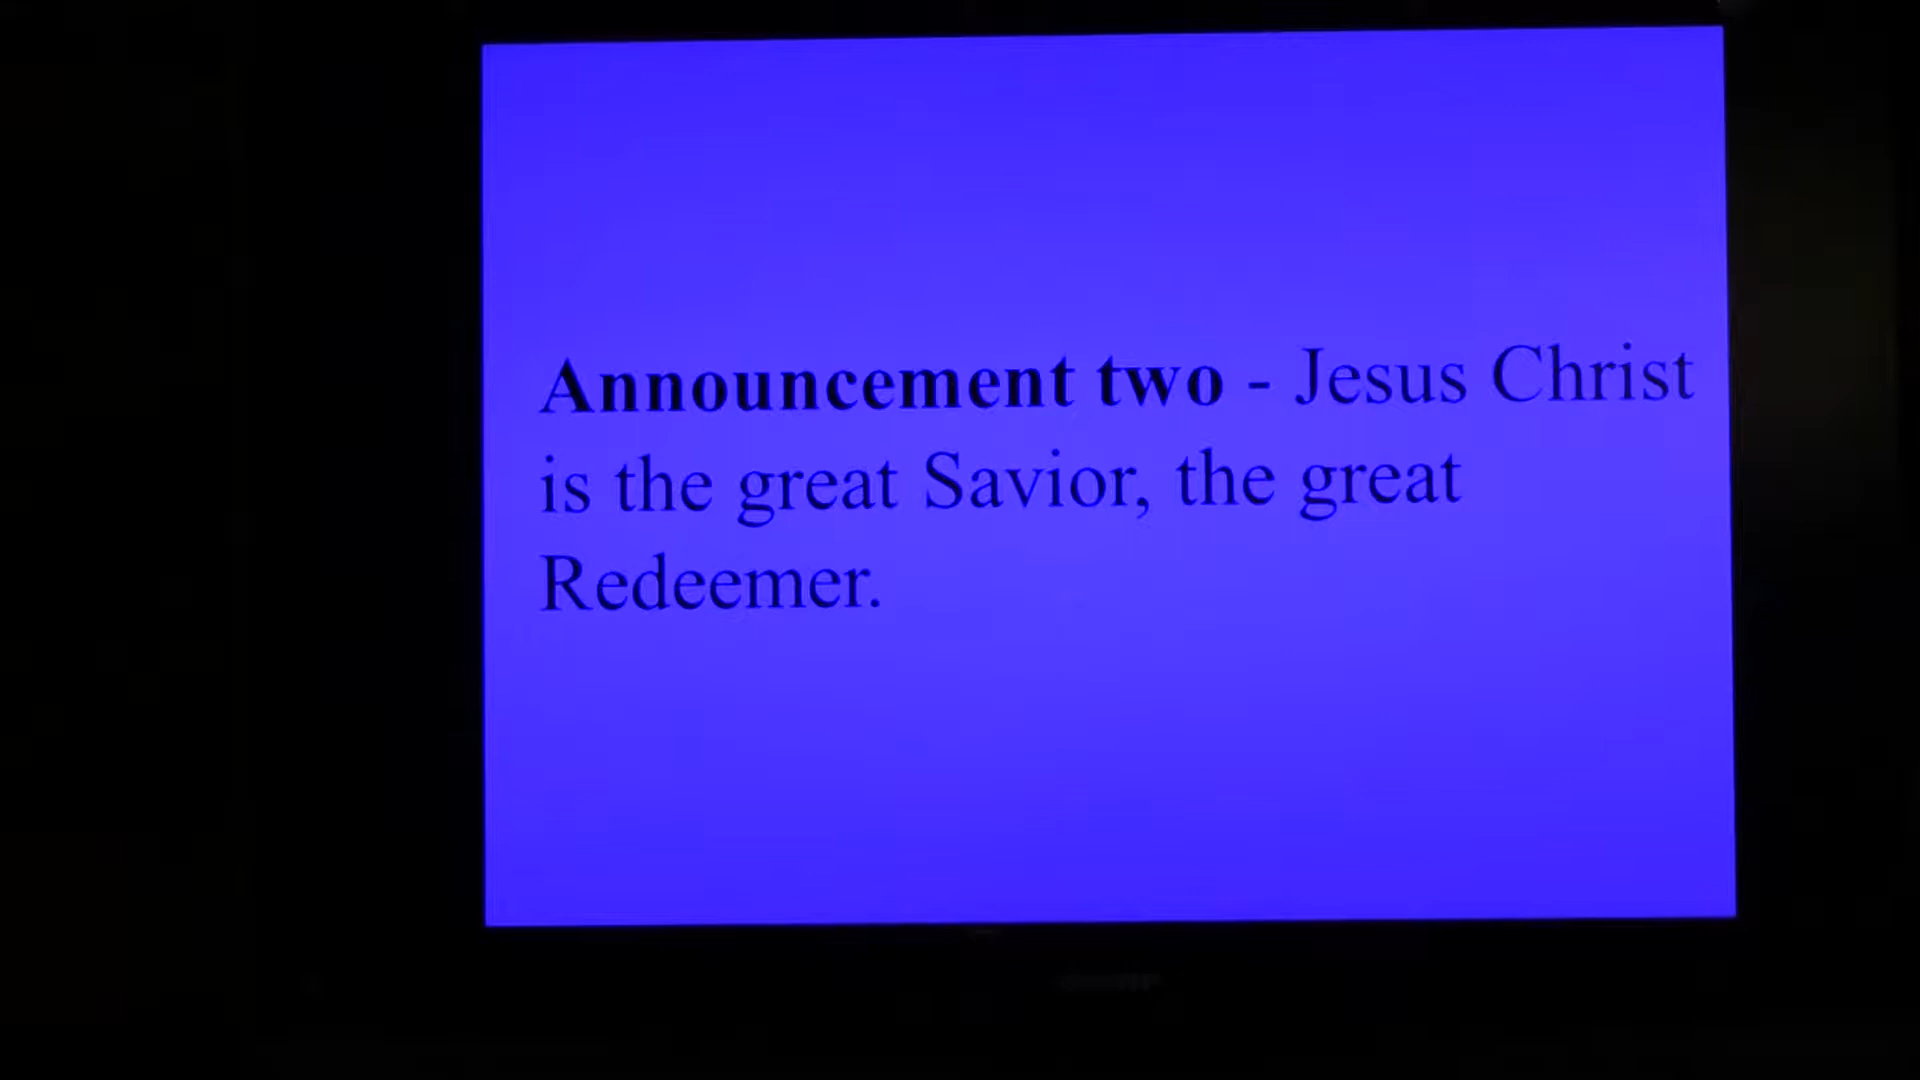 Announcement two - Jesus Christ
is the great Savior, the great
Redeemer.